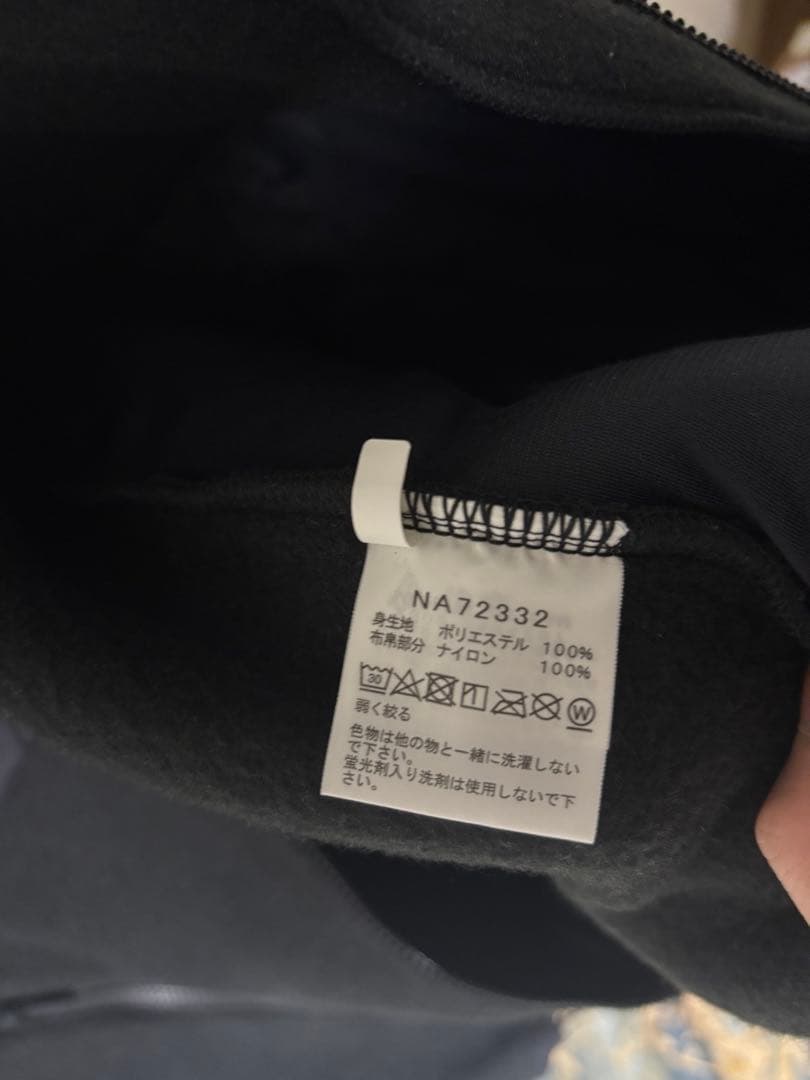 NA72332
身生地 ポリエステル 100%
布帛部分 ナイロン 100%
30 W
弱く絞る
色物は他の物と一緒に洗濯しない
で下さい。
蛍光剤入り洗剤は使用しないで下
さい。